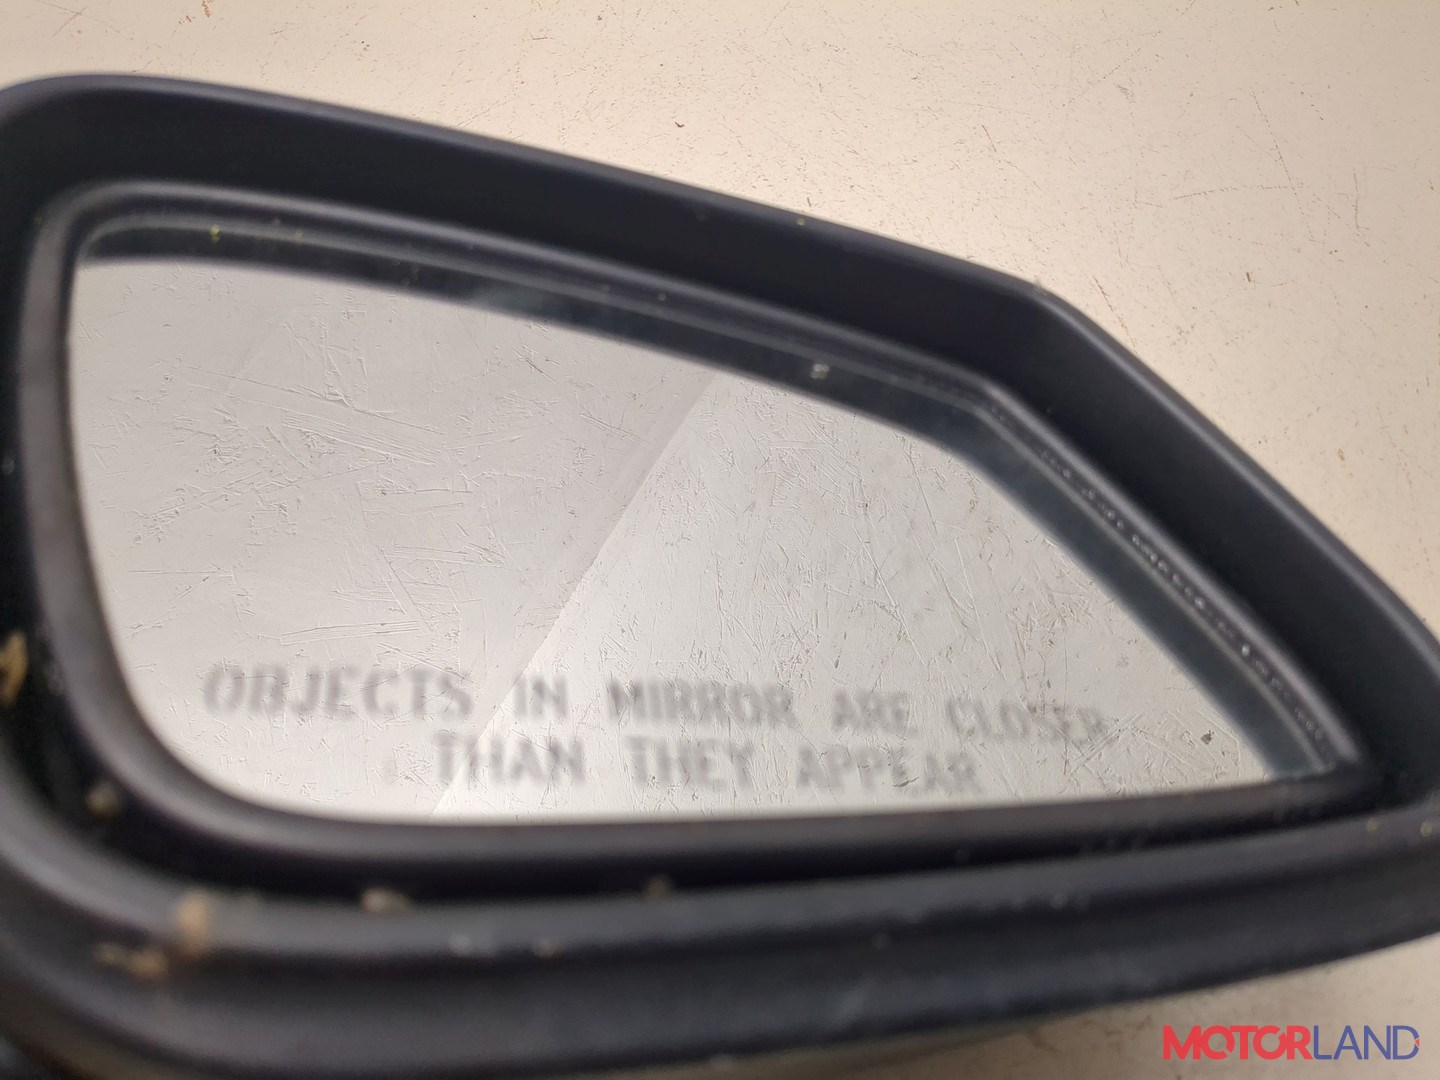 OBJECTS IN MIRROR ARE CLOSER
THAN THEY APPEAR
MOTORLAND